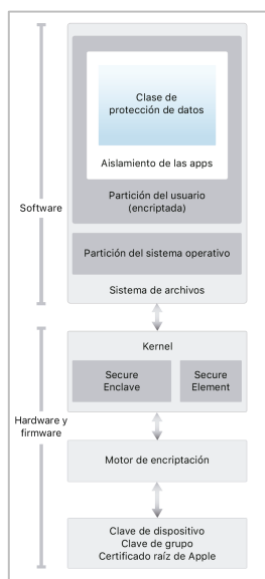 Clase de
protección de datos
Aislamiento de las apps
Partición del usuario
(encriptada)
Software
Partición del sistema operativo
Sistema de archivos
Kernel
Secure
Enclave
Secure
Element
Hardware y
firmware
Motor de encriptación
Clave de dispositivo
Clave de grupo
Certificado raíz de Apple